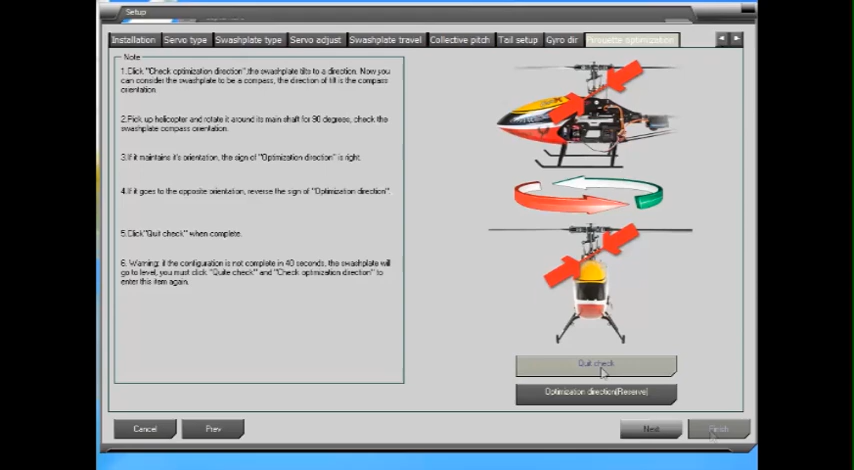 Setup
Installation
Servo type
Swashplate type
Servo adjust
Swashplate travel
Collective pitch
Tail setup
Gyro dir
Pirouette optimization
Note
1.Click "Check optimization direction",the swashplate tilts to a direction. Now you
can consider the swashplate to be a compass, the direction of tilt is the compass
orientation.
2.Pick up helicopter and rotate it around its main shaft for 90 degrees, check the
swashplate compass orientation.
3.If it maintains it's orientation, the sign of "Optimization direction" is right.
4.If it goes to the opposite orientation, reverse the sign of "Optimization direction".
5.Click"Quit check" when complete.
6. Warning: if the configuration is not complete in 40 seconds, the swashplate will
go to level, you must click "Quite check" and "Check optimization direction" to
enter this item again.
Quit check
Optimization direction(Reserve)
Cancel
Prev
Next
Finish